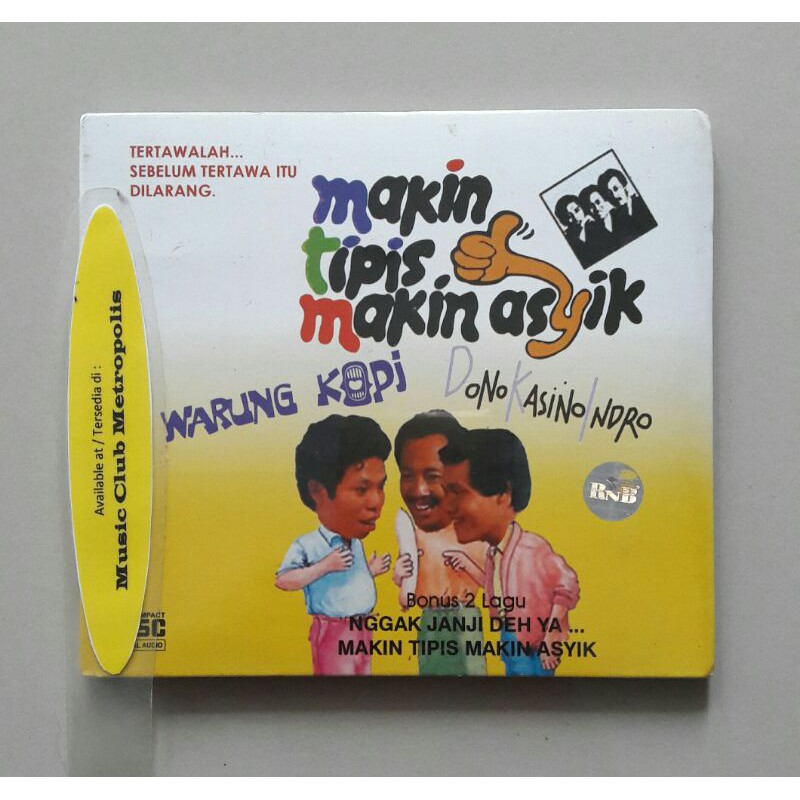 TERTAWALAH...
SEBELUM TERTAWA ITU
DILARANG.
makin
tipis
makin asyik
WARUNG KOPi
DONO KASINO INDRO
RNB
Bonus 2 Lagu
NGGAK JANJI DEH YA ...
MAKIN TIPIS MAKIN ASYIK
Available at / Tersedia di :
Music Club Metropolis